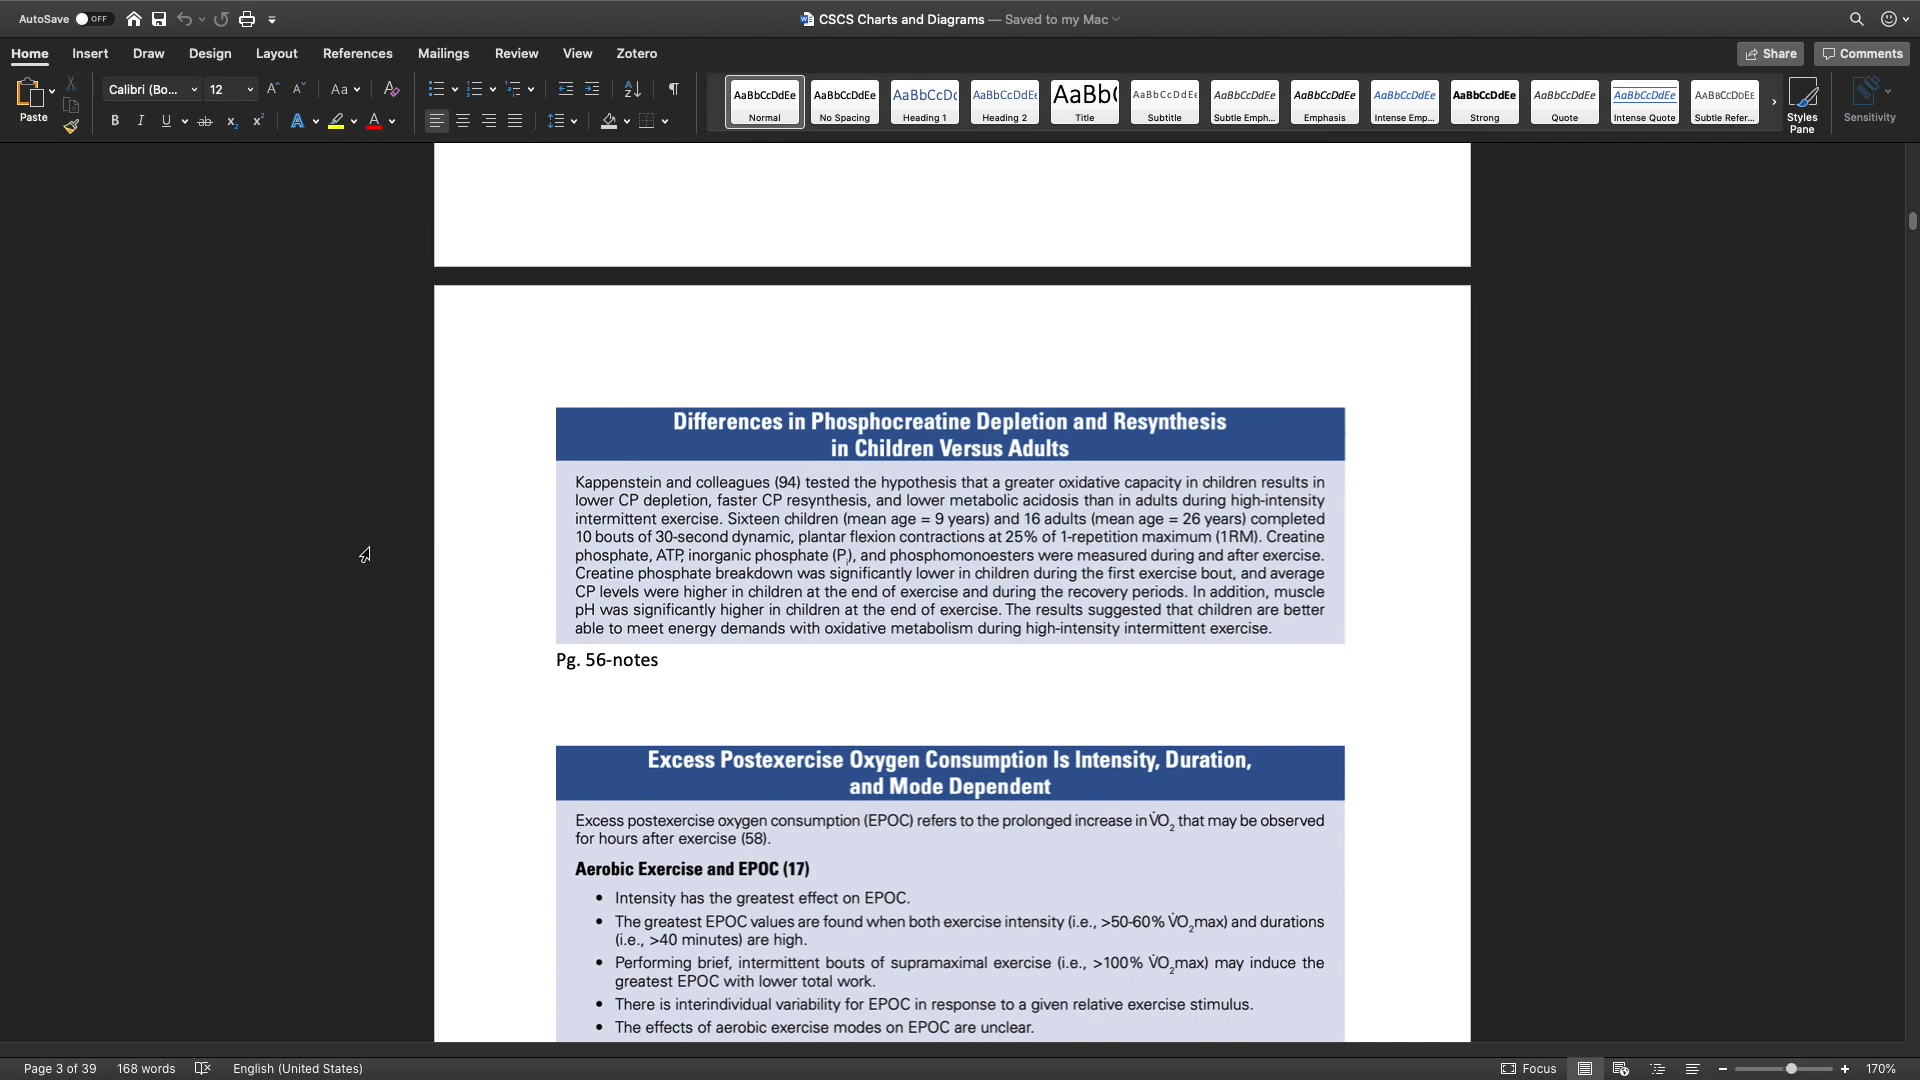 AutoSave OFF
CSCS Charts and Diagrams — Saved to my Mac
Home Insert Draw Design Layout References Mailings Review View Zotero
Share Comments
Paste
Calibri (Bo... 12
AaBbCcDdEe Normal
AaBbCcDdEe No Spacing
AaBbCcDc Heading 1
AaBbCcDdEe Heading 2
AaBb( Title
AaBbCcDdEe Subtitle
AaBbCcDdEe Subtle Emph...
AaBbCcDdEe Emphasis
AaBbCcDdEe Intense Emp...
AaBbCcDdEe Strong
AaBbCcDdEe Quote
AaBbCcDdEe Intense Quote
AaBbCcDdEe Subtle Refer...
Styles
Pane
Sensitivity
Differences in Phosphocreatine Depletion and Resynthesis
in Children Versus Adults
Kappenstein and colleagues (94) tested the hypothesis that a greater oxidative capacity in children results in
lower CP depletion, faster CP resynthesis, and lower metabolic acidosis than in adults during high-intensity
intermittent exercise. Sixteen children (mean age = 9 years) and 16 adults (mean age = 26 years) completed
10 bouts of 30-second dynamic, plantar flexion contractions at 25% of 1-repetition maximum (1RM). Creatine
phosphate, ATP, inorganic phosphate (Pi), and phosphomonoesters were measured during and after exercise.
Creatine phosphate breakdown was significantly lower in children during the first exercise bout, and average
CP levels were higher in children at the end of exercise and during the recovery periods. In addition, muscle
pH was significantly higher in children at the end of exercise. The results suggested that children are better
able to meet energy demands with oxidative metabolism during high-intensity intermittent exercise.
Pg. 56-notes
Excess Postexercise Oxygen Consumption Is Intensity, Duration,
and Mode Dependent
Excess postexercise oxygen consumption (EPOC) refers to the prolonged increase in V̇O₂ that may be observed
for hours after exercise (58).
Aerobic Exercise and EPOC (17)
• Intensity has the greatest effect on EPOC.
• The greatest EPOC values are found when both exercise intensity (i.e., >50-60% V̇O₂max) and durations
(i.e., >40 minutes) are high.
• Performing brief, intermittent bouts of supramaximal exercise (i.e., >100% V̇O₂max) may induce the
greatest EPOC with lower total work.
• There is interindividual variability for EPOC in response to a given relative exercise stimulus.
• The effects of aerobic exercise modes on EPOC are unclear.
Page 3 of 39 168 words English (United States)
Focus 170%